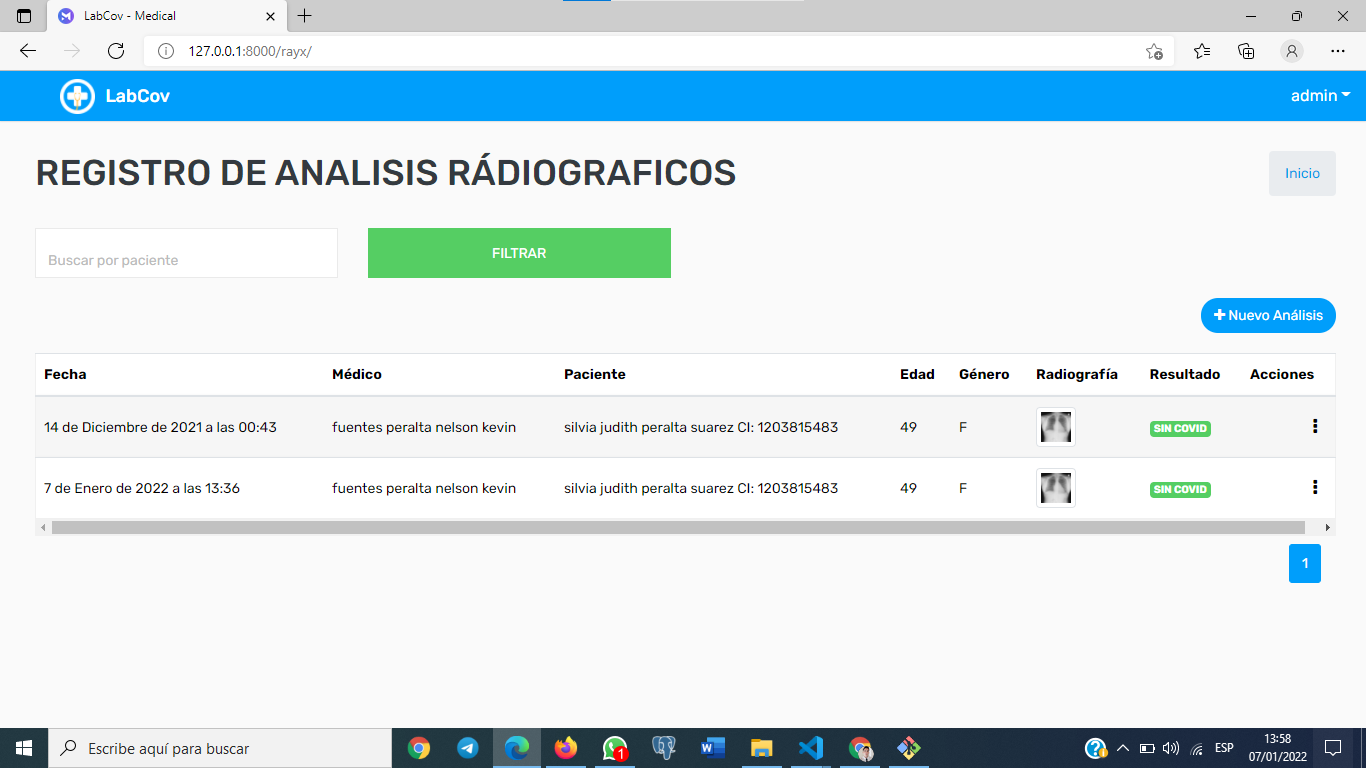 LabCov - Medical
127.0.0.1:8000/rayx/
LabCov
admin
REGISTRO DE ANALISIS RÁDIOGRAFICOS
Inicio
Buscar por paciente
FILTRAR
Nuevo Análisis
Fecha Médico Paciente Edad Género Radiografía Resultado Acciones
14 de Diciembre de 2021 a las 00:43 fuentes peralta nelson kevin silvia judith peralta suarez CI: 1203815483 49 F SIN COVID
7 de Enero de 2022 a las 13:36 fuentes peralta nelson kevin silvia judith peralta suarez CI: 1203815483 49 F SIN COVID
1
Escribe aquí para buscar
1
ESP
13:58
07/01/2022